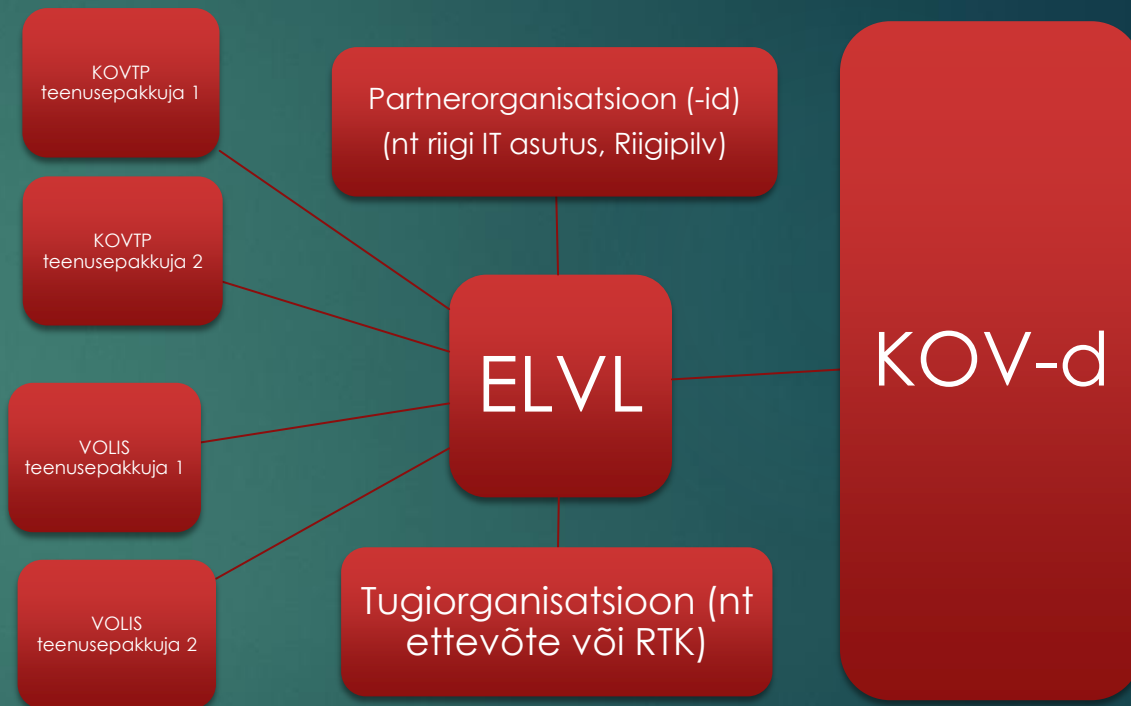 KOVTP
teenusepakkuja 1
KOVTP
teenusepakkuja 2
VOLIS
teenusepakkuja 1
VOLIS
teenusepakkuja 2
Partnerorganisatsioon (-id)
(nt riigi IT asutus, Riigipilv)
ELVL
Tugiorganisatsioon (nt
ettevõte või RTK)
KOV-d